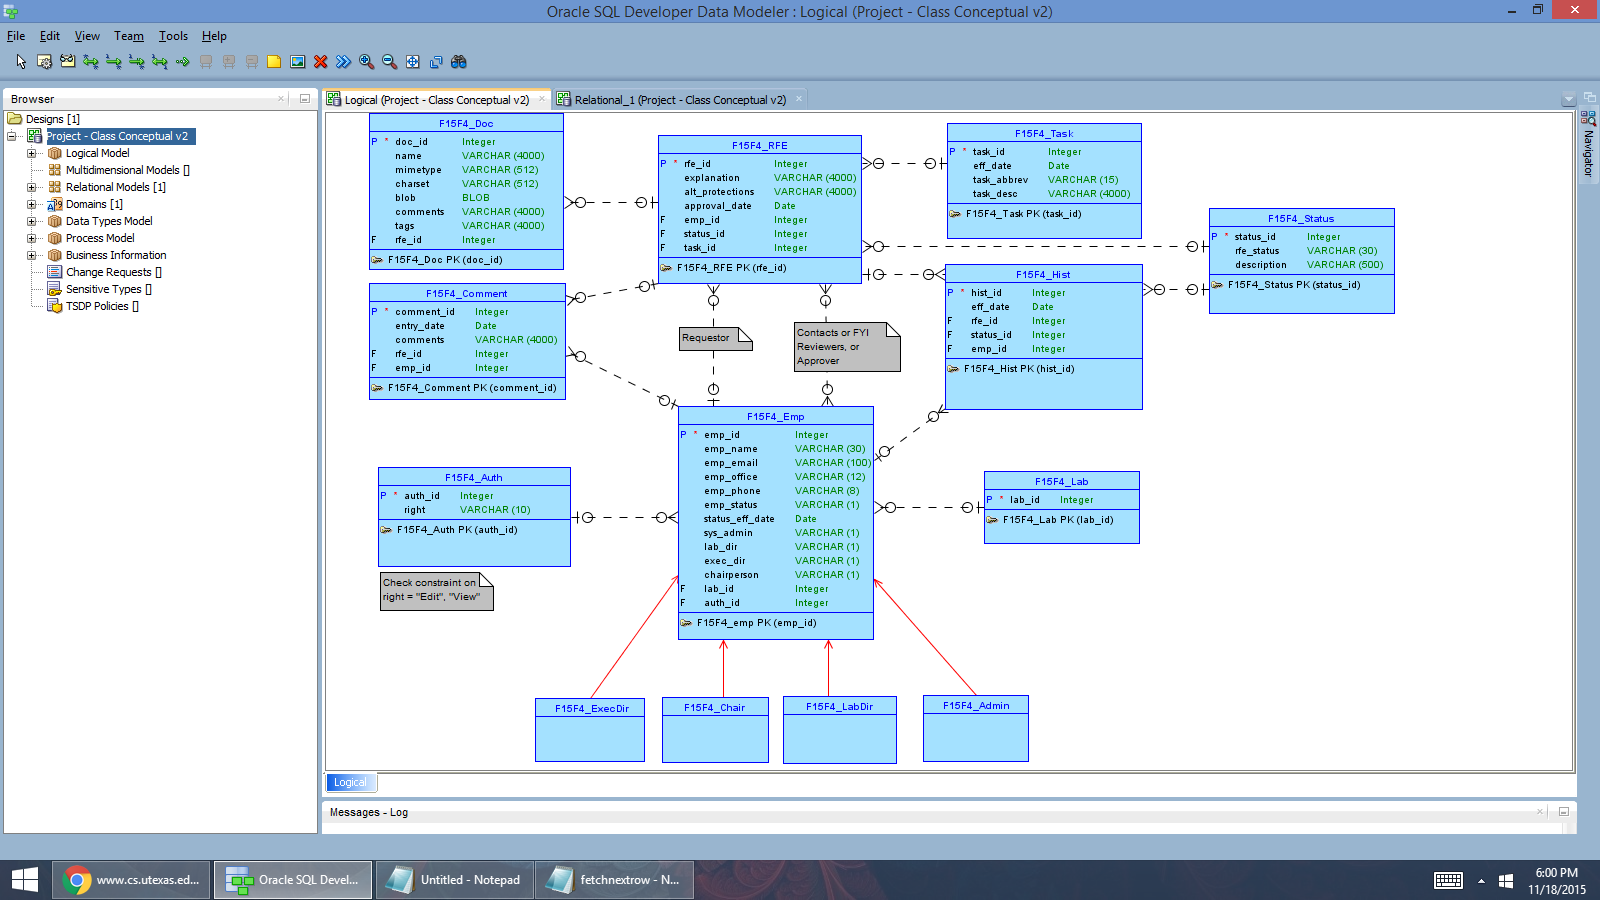 Oracle SQL Developer Data Modeler : Logical (Project - Class Conceptual v2)
File Edit View Team Tools Help
Browser
Designs [1]
Project - Class Conceptual v2
Logical Model
Multidimensional Models []
Relational Models [1]
Domains [1]
Data Types Model
Process Model
Business Information
Change Requests []
Sensitive Types []
TSDP Policies []
Logical (Project - Class Conceptual v2)
Relational_1 (Project - Class Conceptual v2)
Navigator
F15F4_Doc
P * doc_id Integer
name VARCHAR (4000)
mimetype VARCHAR (512)
charset VARCHAR (512)
blob BLOB
comments VARCHAR (4000)
tags VARCHAR (4000)
F rfe_id Integer
F15F4_Doc PK (doc_id)
F15F4_RFE
P * rfe_id Integer
explanation VARCHAR (4000)
alt_protections VARCHAR (4000)
approval_date Date
F emp_id Integer
F status_id Integer
F task_id Integer
F15F4_RFE PK (rfe_id)
F15F4_Task
P * task_id Integer
eff_date Date
task_abbrev VARCHAR (15)
task_desc VARCHAR (4000)
F15F4_Task PK (task_id)
F15F4_Status
P * status_id Integer
rfe_status VARCHAR (30)
description VARCHAR (500)
F15F4_Status PK (status_id)
F15F4_Hist
P * hist_id Integer
eff_date Date
F rfe_id Integer
F status_id Integer
F emp_id Integer
F15F4_Hist PK (hist_id)
F15F4_Comment
P * comment_id Integer
entry_date Date
comments VARCHAR (4000)
F rfe_id Integer
F emp_id Integer
F15F4_Comment PK (comment_id)
Requestor
Contacts or FYI
Reviewers, or
Approver
F15F4_Emp
P * emp_id Integer
emp_name VARCHAR (30)
emp_email VARCHAR (100)
emp_office VARCHAR (12)
emp_phone VARCHAR (8)
emp_status VARCHAR (1)
status_eff_date Date
sys_admin VARCHAR (1)
lab_dir VARCHAR (1)
exec_dir VARCHAR (1)
chairperson VARCHAR (1)
F lab_id Integer
F auth_id Integer
F15F4_emp PK (emp_id)
F15F4_Auth
P * auth_id Integer
right VARCHAR (10)
F15F4_Auth PK (auth_id)
Check constraint on
right = "Edit", "View"
F15F4_Lab
P * lab_id Integer
F15F4_Lab PK (lab_id)
F15F4_ExecDir
F15F4_Chair
F15F4_LabDir
F15F4_Admin
Logical
Messages - Log
www.cs.utexas.ed...
Oracle SQL Devel...
Untitled - Notepad
fetchnextrow - N...
6:00 PM
11/18/2015